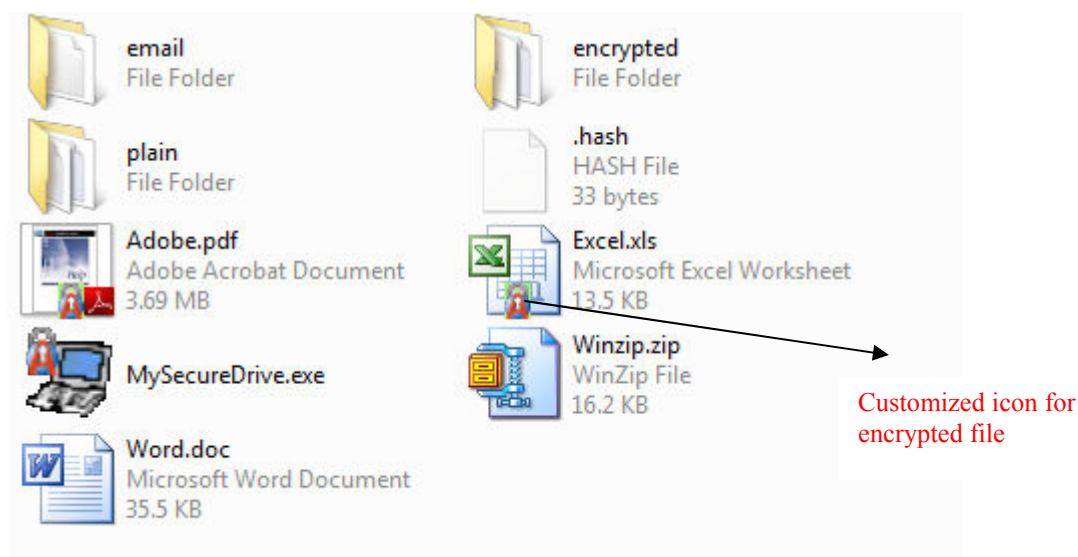 email
File Folder
encrypted
File Folder
plain
File Folder
.hash
HASH File
33 bytes
Adobe.pdf
Adobe Acrobat Document
3.69 MB
Excel.xls
Microsoft Excel Worksheet
13.5 KB
MySecureDrive.exe
Winzip.zip
WinZip File
16.2 KB
Customized icon for
encrypted file
Word.doc
Microsoft Word Document
35.5 KB